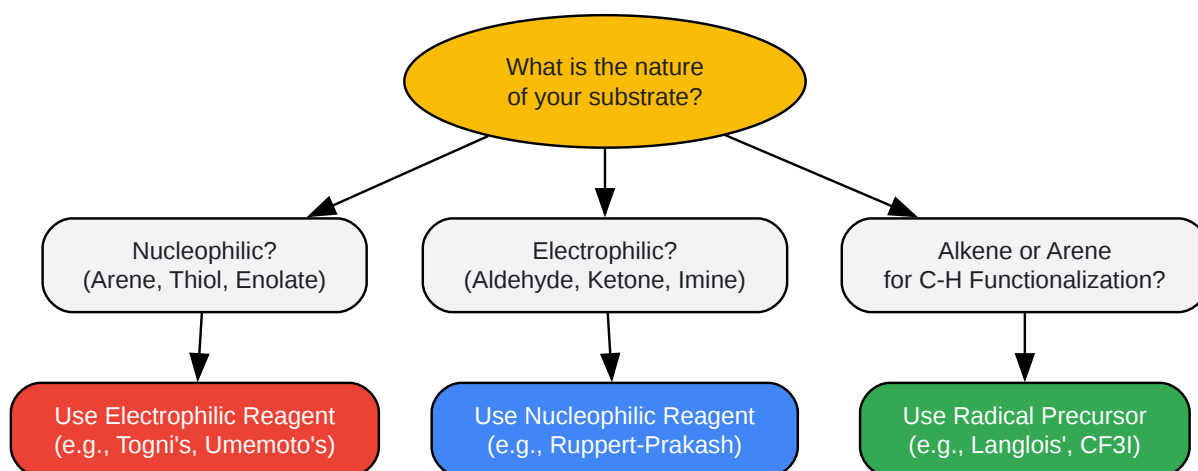 What is the nature
of your substrate?
Nucleophilic?
(Arene, Thiol, Enolate)
Electrophilic?
(Aldehyde, Ketone, Imine)
Alkene or Arene
for C-H Functionalization?
Use Electrophilic Reagent
(e.g., Togni's, Umemoto's)
Use Nucleophilic Reagent
(e.g., Ruppert-Prakash)
Use Radical Precursor
(e.g., Langlois', CF3I)